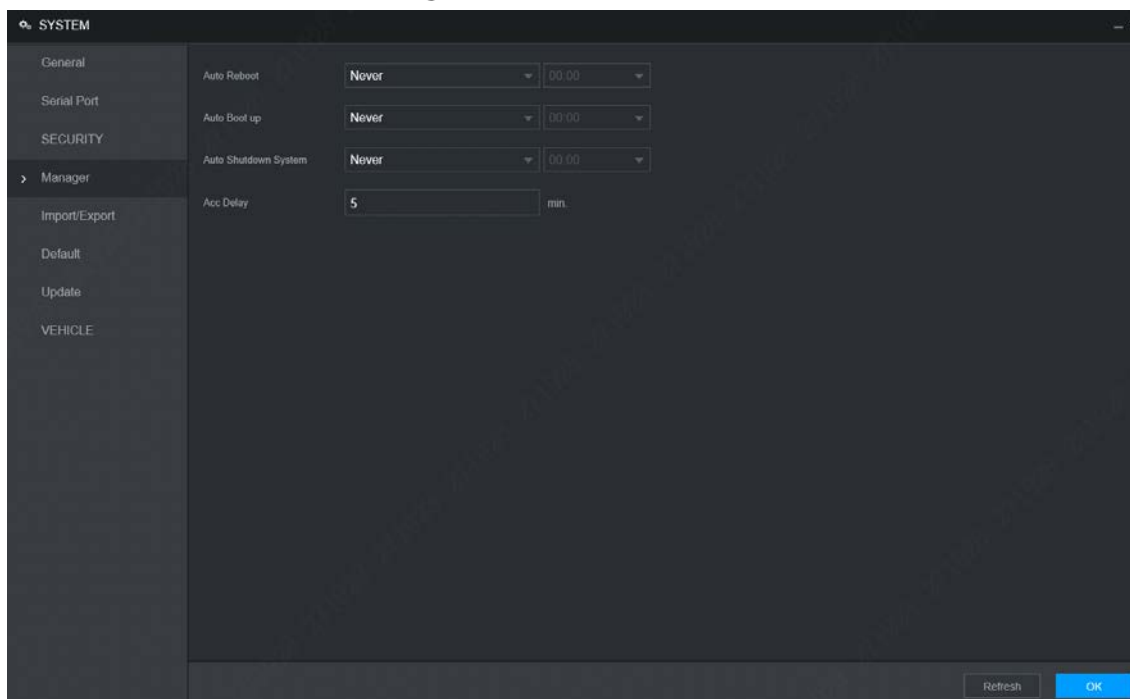 SYSTEM
General
Serial Port
SECURITY
Manager
Import/Export
Default
Update
VEHICLE
Auto Reboot Never 00:00
Auto Boot up Never 00:00
Auto Shutdown System Never 00:00
Acc Delay 5 min.
Refresh OK